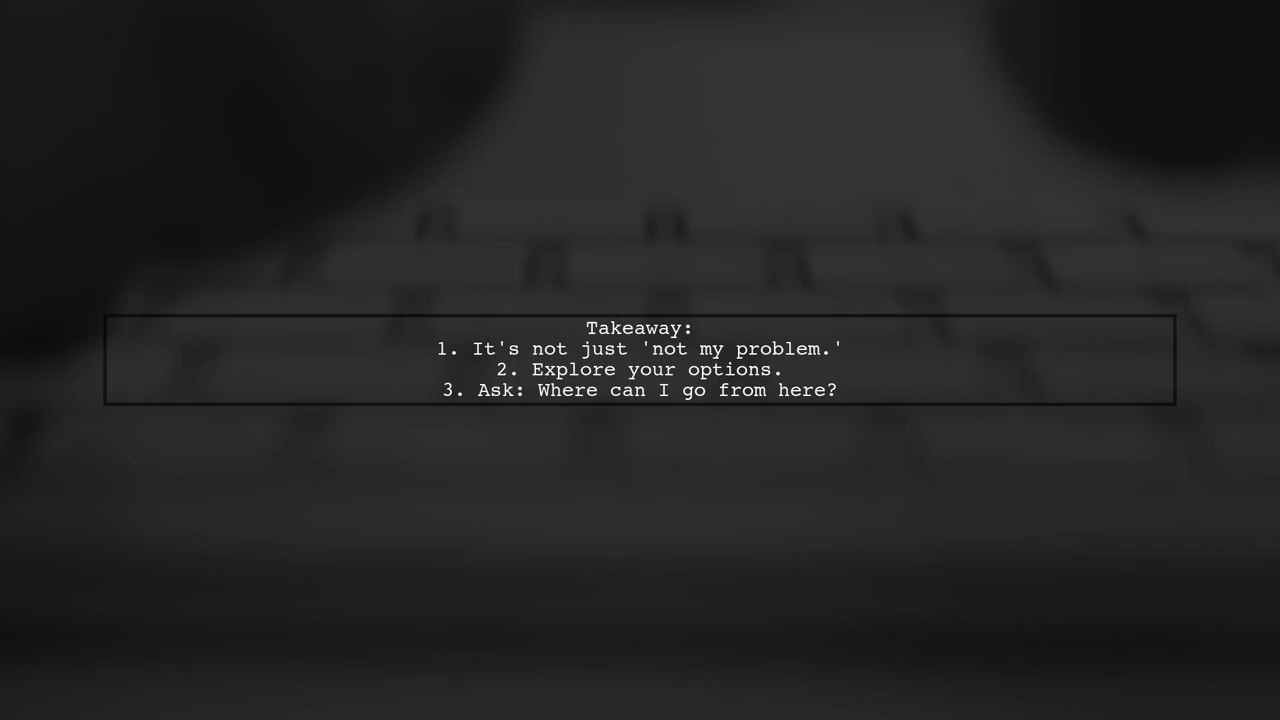 Takeaway:
1. It's not just 'not my problem.'
2. Explore your options.
3. Ask: Where can I go from here?